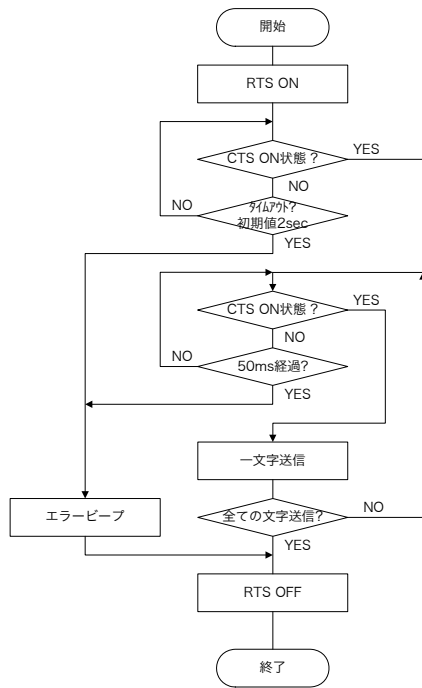 開始
RTS ON
CTS ON状態？
YES
NO
ﾀｲﾑｱｳﾄ?
初期値2sec
NO
YES
CTS ON状態？
YES
NO
50ms経過?
NO
YES
一文字送信
エラービープ
全ての文字送信?
NO
YES
RTS OFF
終了